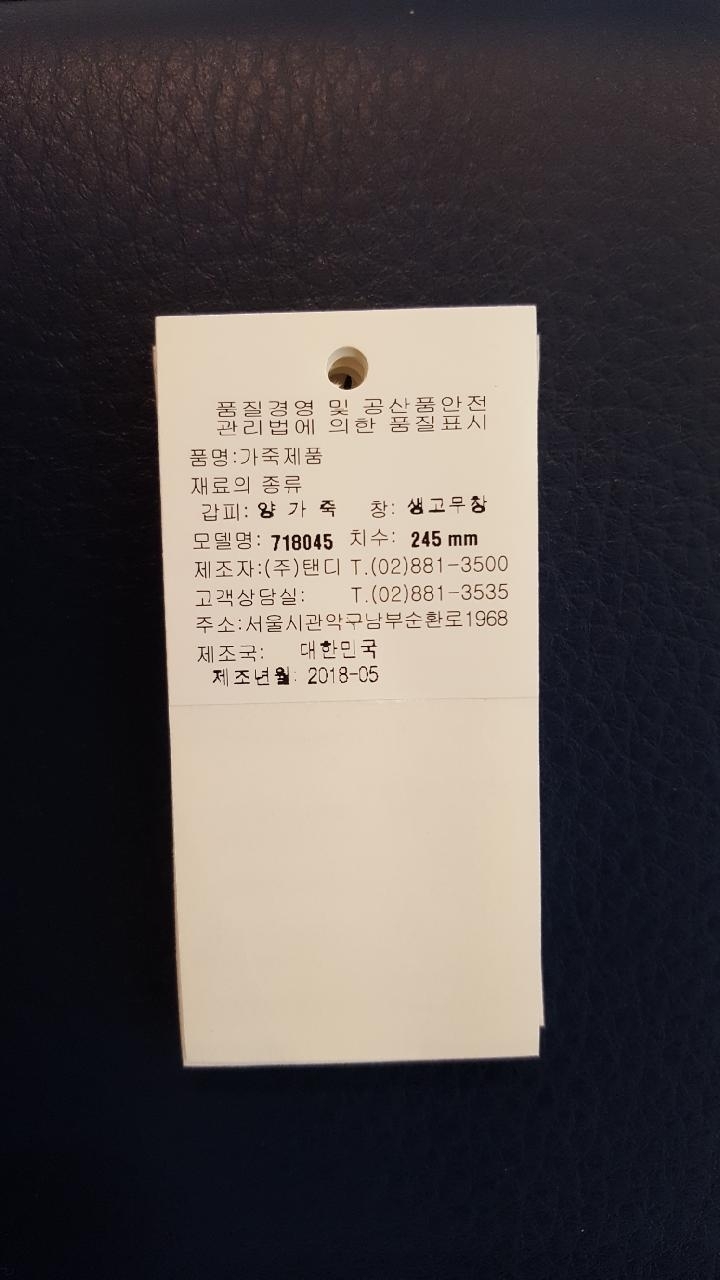 품질경영 및 공산품안전
관리법에 의한 품질표시
품명:가죽제품
재료의 종류
갑피: 양 가 죽 창: 생고무창
모델명: 718045 치수: 245 mm
제조자:(주)탠디 T.(02)881-3500
고객상담실: T.(02)881-3535
주소:서울시관악구남부순환로1968
제조국: 대한민국
제조년월: 2018-05